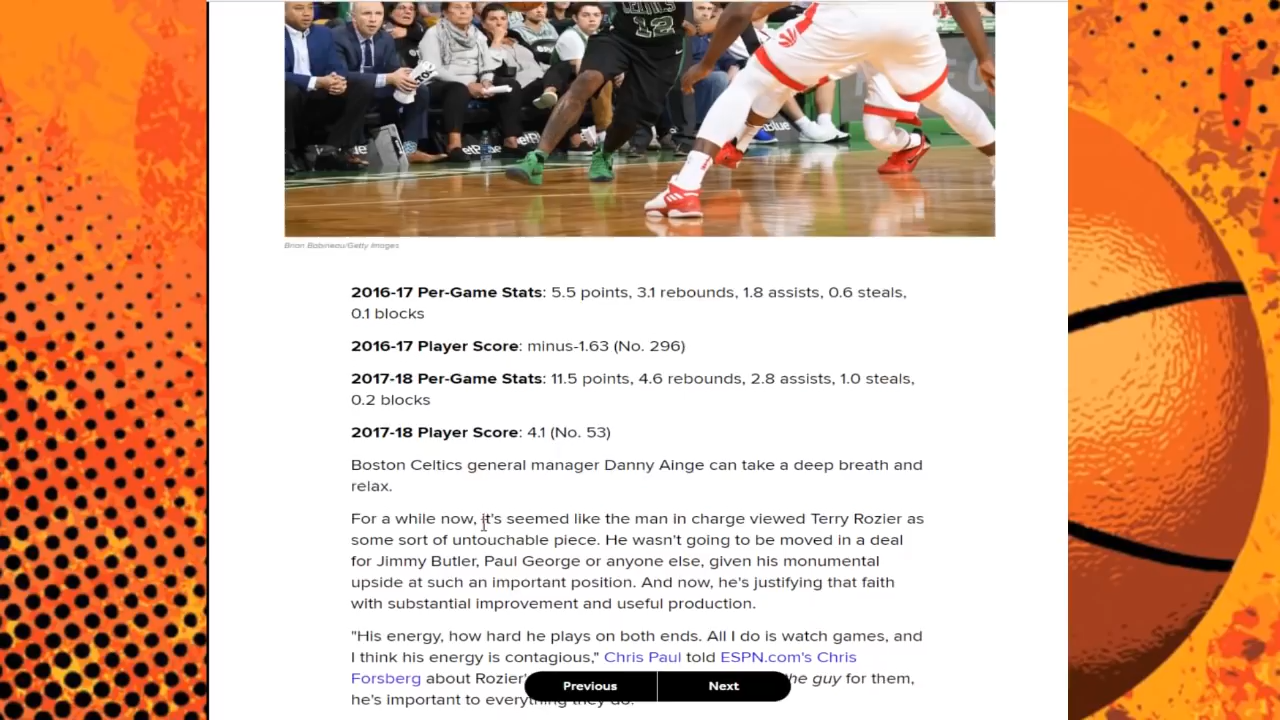 CELTICS
12
Brian Babineau/Getty Images
2016-17 Per-Game Stats: 5.5 points, 3.1 rebounds, 1.8 assists, 0.6 steals,
0.1 blocks
2016-17 Player Score: minus-1.63 (No. 296)
2017-18 Per-Game Stats: 11.5 points, 4.6 rebounds, 2.8 assists, 1.0 steals,
0.2 blocks
2017-18 Player Score: 4.1 (No. 53)
Boston Celtics general manager Danny Ainge can take a deep breath and
relax.
For a while now, it's seemed like the man in charge viewed Terry Rozier as
some sort of untouchable piece. He wasn't going to be moved in a deal
for Jimmy Butler, Paul George or anyone else, given his monumental
upside at such an important position. And now, he's justifying that faith
with substantial improvement and useful production.
"His energy, how hard he plays on both ends. All I do is watch games, and
I think his energy is contagious," Chris Paul told ESPN.com's Chris
Forsberg about Rozier' the guy for them,
he's important to everything they do.
Previous
Next